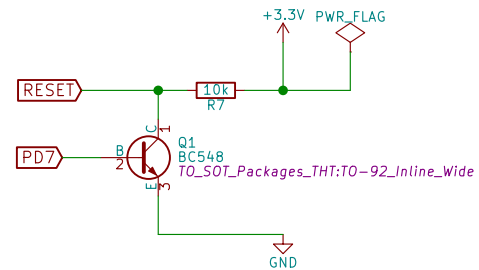 +3.3V PWR_FLAG
RESET
10k
R7
C
1
Q1
PD7
B
2
BC548
TO_SOT_Packages_THT:TO-92_Inline_Wide
E
3
GND